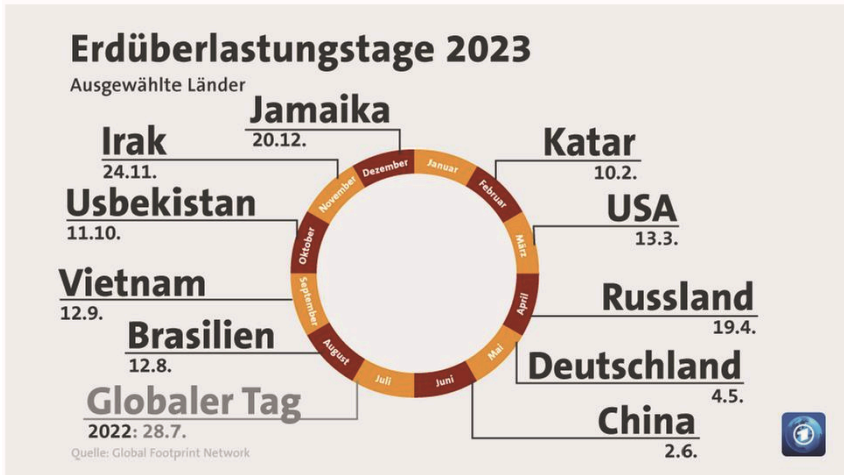 Erdüberlastungstage 2023
Ausgewählte Länder
Jamaika
20.12.
Irak
24.11.
Usbekistan
11.10.
Vietnam
12.9.
Brasilien
12.8.
Globaler Tag
2022: 28.7.
Katar
10.2.
USA
13.3.
Russland
19.4.
Deutschland
4.5.
China
2.6.
Januar
Februar
März
April
Mai
Juni
Juli
August
September
Oktober
November
Dezember
Quelle: Global Footprint Network